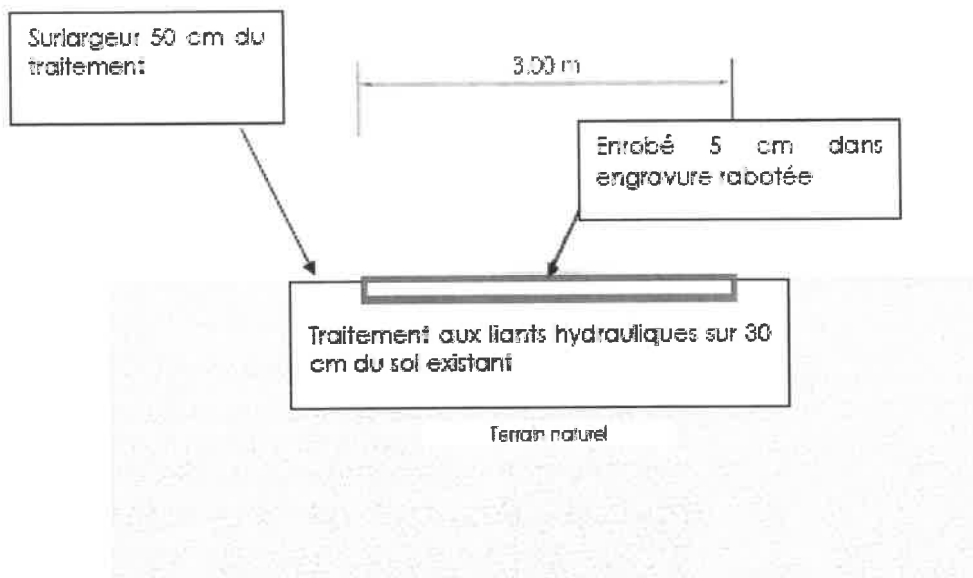 Surlargeur 50 cm du
traitement
3.00 m
Enrobé 5 cm dans
engravure rabotée
Traitement aux liants hydrauliques sur 30
cm du sol existant
Terrain naturel